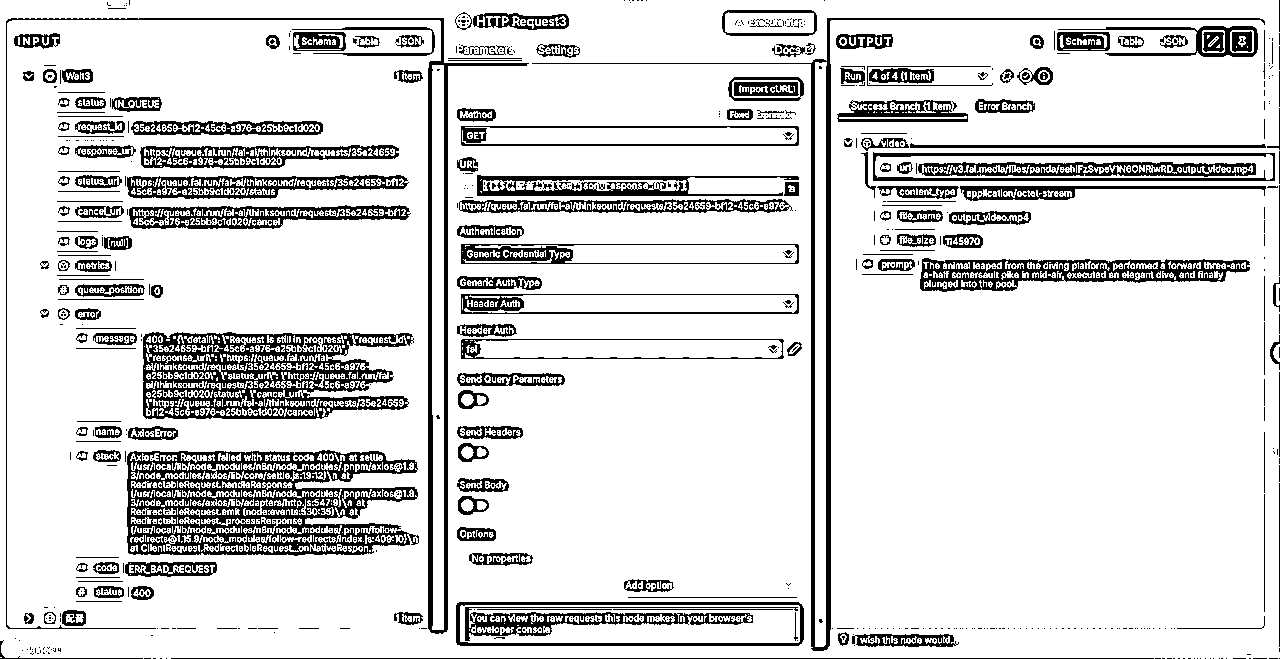 INPUT
Schema
Table
JSON
Wait3
1 item
status
IN_QUEUE
request_id
35e24659-bf12-45c6-a976-e25bb9c1d020
response_url
https://queue.fal.run/fal-ai/thinksound/requests/35e24659-
bf12-45c6-a976-e25bb9c1d020
status_url
https://queue.fal.run/fal-ai/thinksound/requests/35e24659-bf12-
45c6-a976-e25bb9c1d020/status
cancel_url
https://queue.fal.run/fal-ai/thinksound/requests/35e24659-bf12-
45c6-a976-e25bb9c1d020/cancel
logs
[null]
metrics
queue_position
0
error
message
400 - "{\"detail\": \"Request is still in progress\", \"request_id\":
\"35e24659-bf12-45c6-a976-e25bb9c1d020\",
\"response_url\": \"https://queue.fal.run/fal-
ai/thinksound/requests/35e24659-bf12-45c6-a976-
e25bb9c1d020\", \"status_url\": \"https://queue.fal.run/fal-
ai/thinksound/requests/35e24659-bf12-45c6-a976-
e25bb9c1d020/status\", \"cancel_url\":
\"https://queue.fal.run/fal-ai/thinksound/requests/35e24659-
bf12-45c6-a976-e25bb9c1d020/cancel\"}"
name
AxiosError
stack
AxiosError: Request failed with status code 400\n at settle
(/usr/local/lib/node_modules/n8n/node_modules/.pnpm/axios@1.8.
3/node_modules/axios/lib/core/settle.js:19:12)\n at
RedirectableRequest.handleResponse
(/usr/local/lib/node_modules/n8n/node_modules/.pnpm/axios@1.8.
3/node_modules/axios/lib/adapters/http.js:547:9)\n at
RedirectableRequest.emit (node:events:530:35)\n at
RedirectableRequest._processResponse
(/usr/local/lib/node_modules/n8n/node_modules/.pnpm/follow-
redirects@1.15.9/node_modules/follow-redirects/index.js:409:10)\n
at ClientRequest.RedirectableRequest._onNativeRespon..
code
ERR_BAD_REQUEST
status
400
配置
1 item
HTTP Request3
Execute step
Parameters
Settings
Docs
Import cURL
Method
Fixed
Expression
GET
URL
https://queue.fal.run/fal-ai/thinksound/requests/35e24659-bf12-45c6-a976-
Authentication
Generic Credential Type
Generic Auth Type
Header Auth
Header Auth
fal
Send Query Parameters
Send Headers
Send Body
Options
No properties
Add option
You can view the raw requests this node makes in your browser's
developer console
OUTPUT
Schema
Table
JSON
Run
4 of 4 (1 item)
Success Branch (1 item)
Error Branch
video
url
content_type
application/octet-stream
file_name
output_video.mp4
file_size
1145970
prompt
The animal leaped from the diving platform, performed a forward three-and-
a-half somersault pike in mid-air, executed an elegant dive, and finally
plunged into the pool.
I wish this node would..